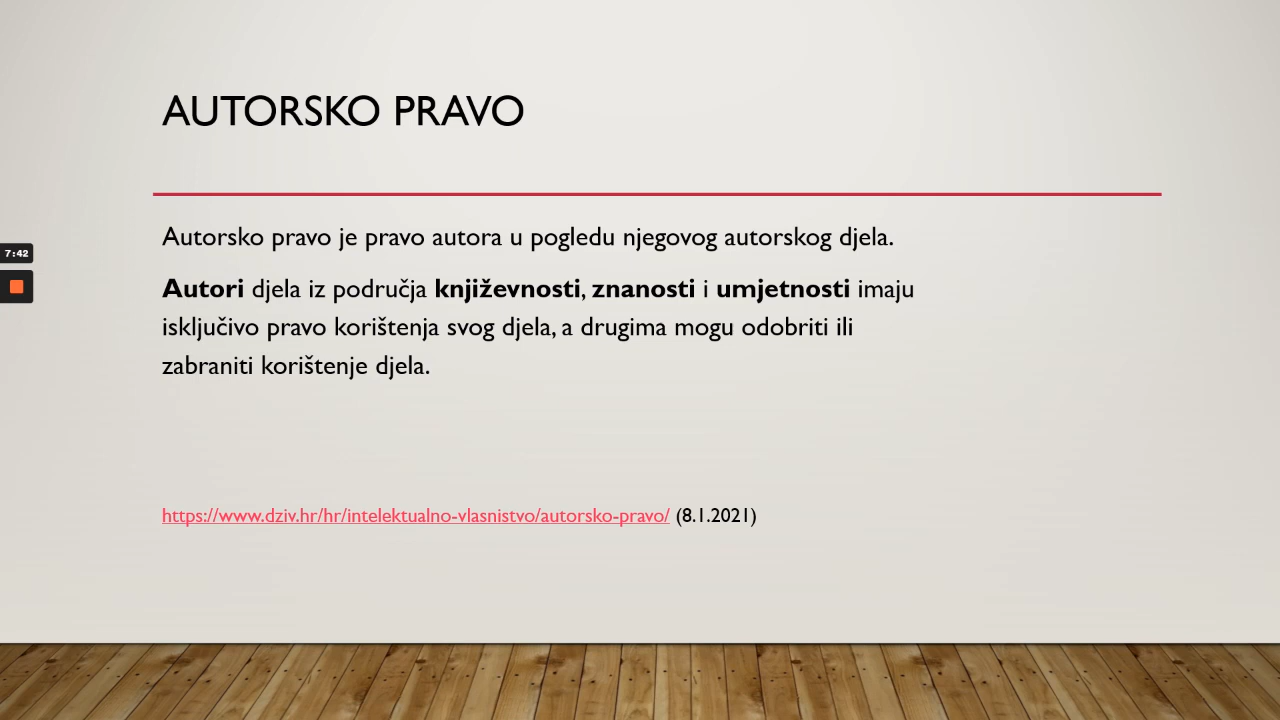 AUTORSKO PRAVO
Autorsko pravo je pravo autora u pogledu njegovog autorskog djela.
Autori djela iz područja književnosti, znanosti i umjetnosti imaju
isključivo pravo korištenja svog djela, a drugima mogu odobriti ili
zabraniti korištenje djela.
7:42
https://www.dziv.hr/hr/intelektualno-vlasnistvo/autorsko-pravo/ (8.1.2021)